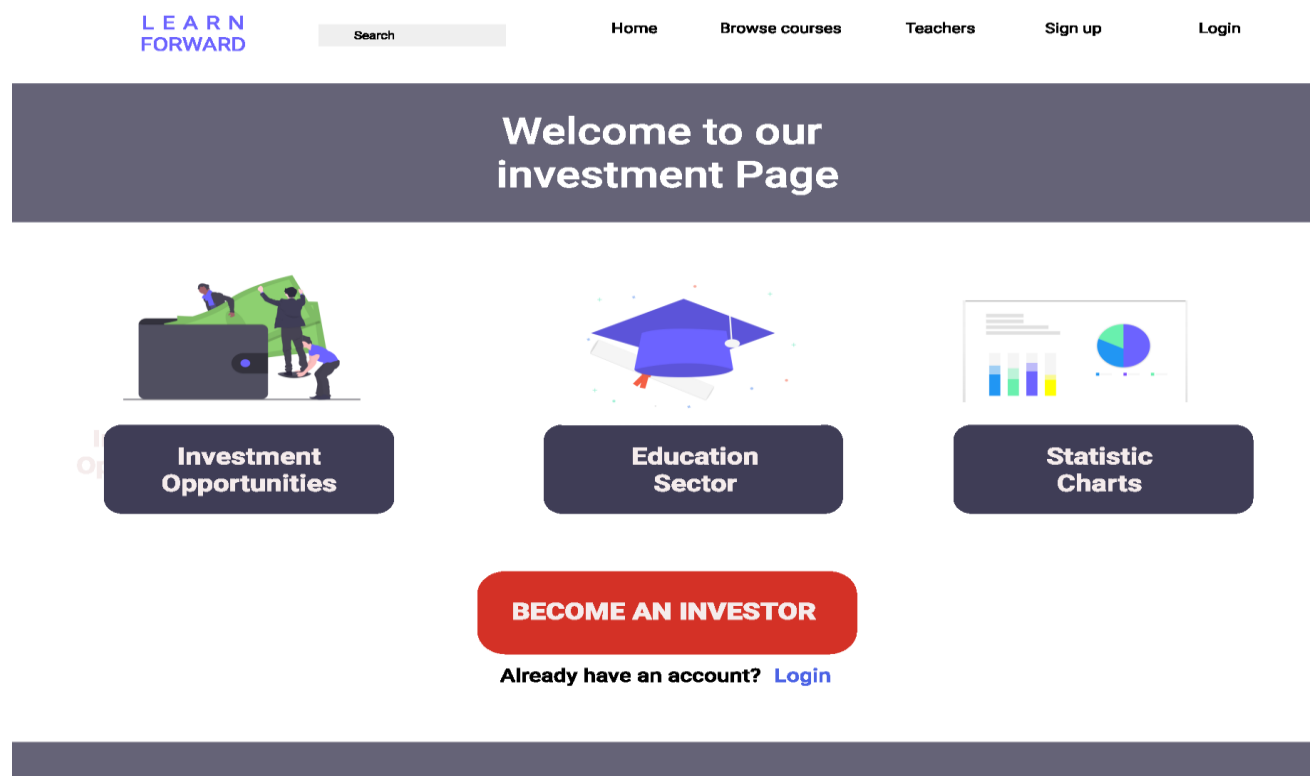 L E A R N
FORWARD
Search
Home
Browse courses
Teachers
Sign up
Login
Welcome to our
investment Page
Investment
Opportunities
Education
Sector
Statistic
Charts
BECOME AN INVESTOR
Already have an account? Login